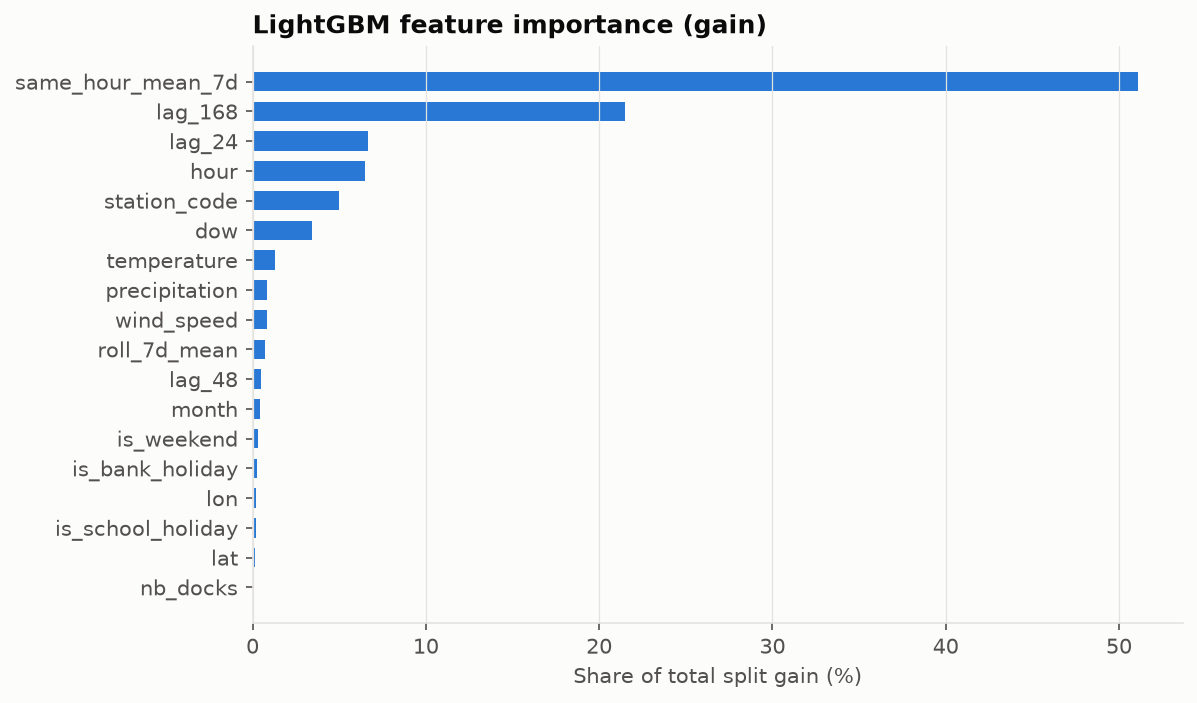 LightGBM feature importance (gain)
same_hour_mean_7d
lag_168
lag_24
hour
station_code
dow
temperature
precipitation
wind_speed
roll_7d_mean
lag_48
month
is_weekend
is_bank_holiday
lon
is_school_holiday
lat
nb_docks
0 10 20 30 40 50
Share of total split gain (%)